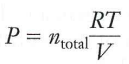 P = n_total RT/V